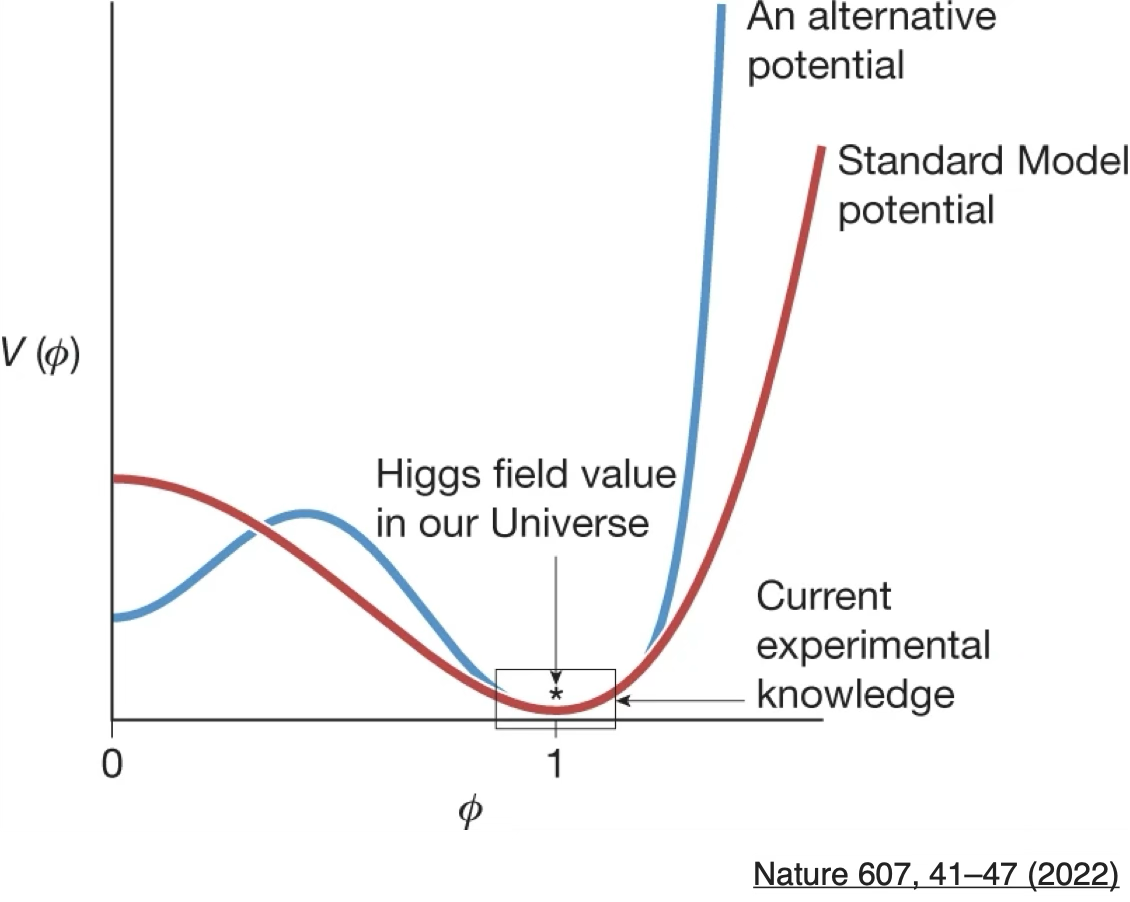 An alternative
potential
Standard Model
potential
V (ϕ)
Higgs field value
in our Universe
*
Current
experimental
knowledge
0
1
ϕ
Nature 607, 41–47 (2022)